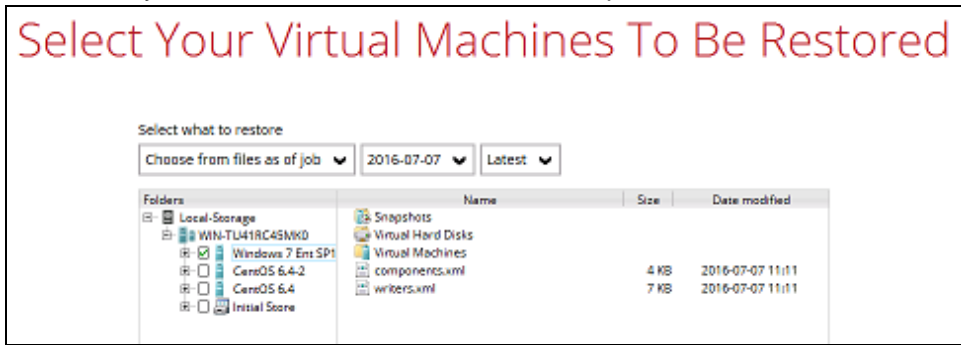 Select Your Virtual Machines To Be Restored
Select what to restore
Choose from files as of job 2016-07-07 Latest
Folders Name Size Date modified
Local-Storage Snapshots
WIN-TU41RC45MK0 Virtual Hard Disks
Windows 7 Ent SP1 Virtual Machines
CentOS 6.4-2 components.xml 4 KB 2016-07-07 11:11
CentOS 6.4 writers.xml 7 KB 2016-07-07 11:11
Initial Store